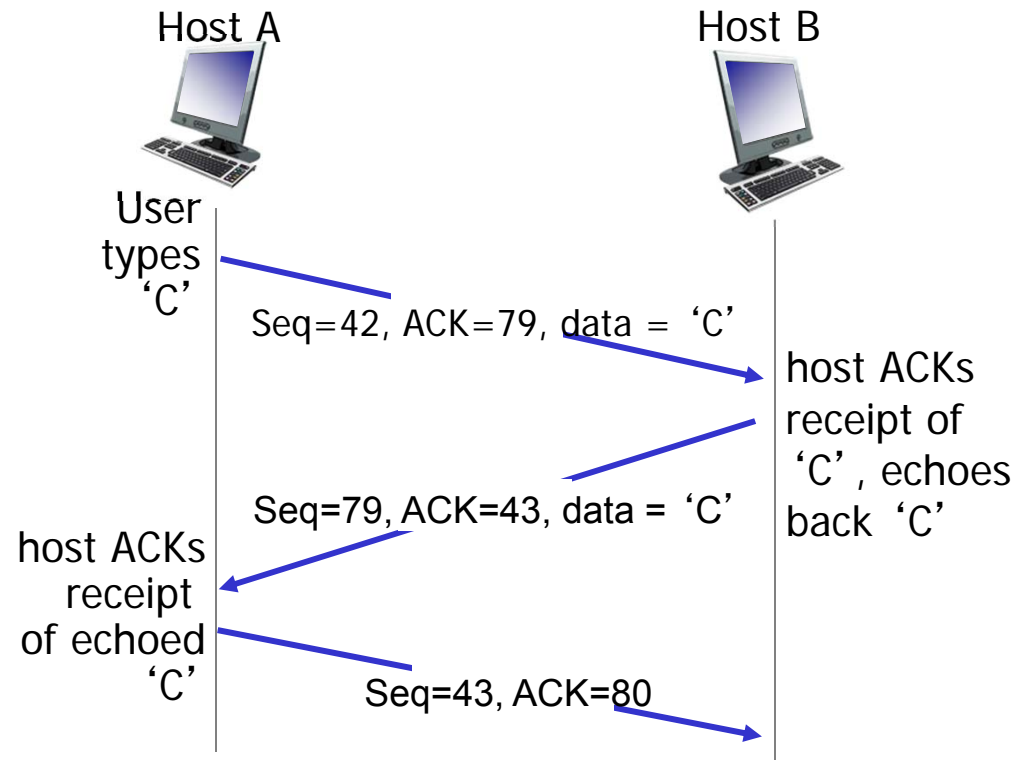 Host A
Host B
User
types
‘C’
Seq=42, ACK=79, data = ‘C’
host ACKs
receipt of
‘C’, echoes
back ‘C’
Seq=79, ACK=43, data = ‘C’
host ACKs
receipt
of echoed
‘C’
Seq=43, ACK=80